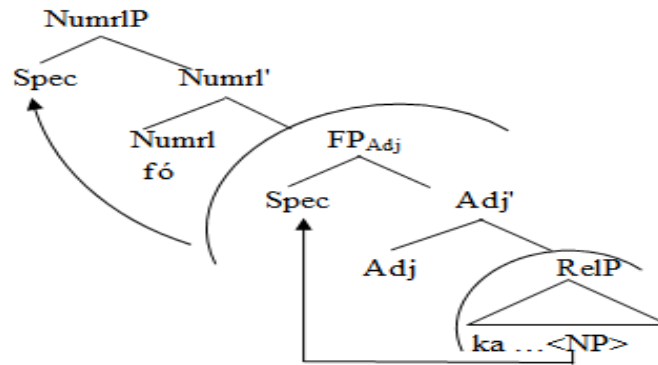 NumrlP
Spec Numrl'
Numrl FPAdj
fó
Spec Adj'
Adj RelP
ka ...<NP>